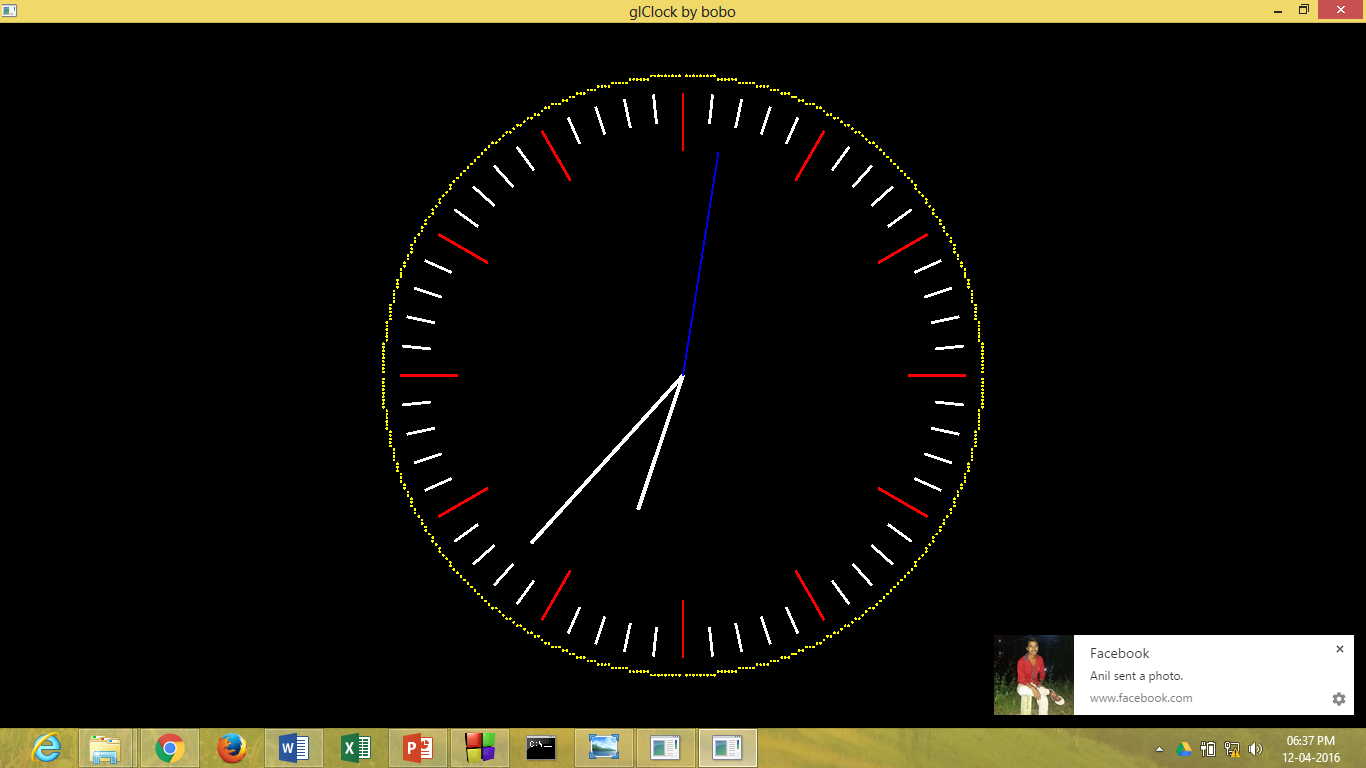 glClock by bobo
Facebook
Anil sent a photo.
www.facebook.com
W
X
P
C:\_
06:37 PM
12-04-2016